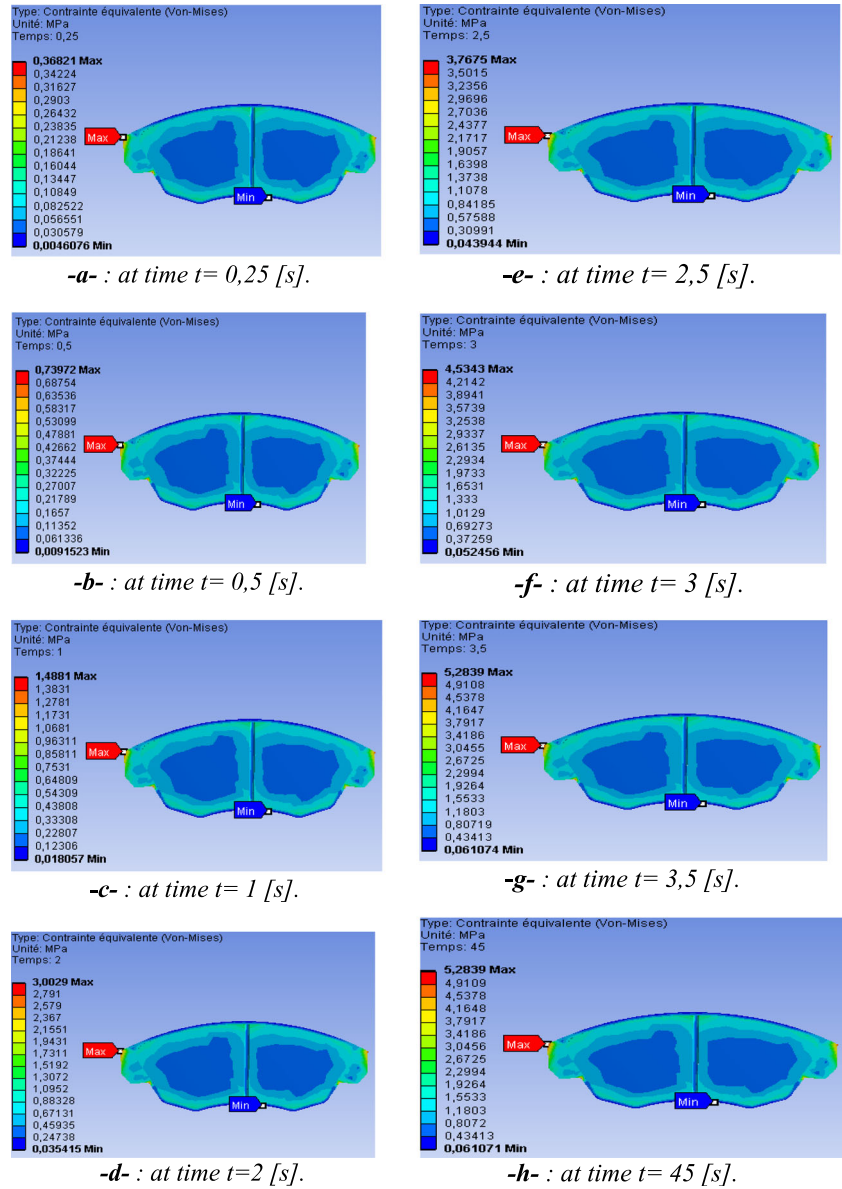 Type: Contrainte équivalente (Von-Mises)
Unité: MPa
Temps: 0,25
0,36821 Max
0,34224
0,31627
0,2903
0,26432
0,23835
0,21238
0,18641
0,16044
0,13447
0,10849
0,082522
0,056551
0,030579
0,0046076 Min
Max
Min
-a- : at time t= 0,25 [s].
Type: Contrainte équivalente (Von-Mises)
Unité: MPa
Temps: 0,5
0,73972 Max
0,68754
0,63536
0,58317
0,53099
0,47881
0,42662
0,37444
0,32225
0,27007
0,21789
0,1657
0,11352
0,061336
0,0091523 Min
Max
Min
-b- : at time t= 0,5 [s].
Type: Contrainte équivalente (Von-Mises)
Unité: MPa
Temps: 1
1,4881 Max
1,3831
1,2781
1,1731
1,0681
0,96311
0,85811
0,7531
0,64809
0,54309
0,43808
0,33308
0,22807
0,12306
0,018057 Min
Max
Min
-c- : at time t= 1 [s].
Type: Contrainte équivalente (Von-Mises)
Unité: MPa
Temps: 2
3,0029 Max
2,791
2,579
2,367
2,1551
1,9431
1,7311
1,5192
1,3072
1,0952
0,88328
0,67131
0,45935
0,24738
0,035415 Min
Max
Min
-d- : at time t=2 [s].
Type: Contrainte équivalente (Von-Mises)
Unité: MPa
Temps: 2,5
3,7675 Max
3,5015
3,2356
2,9696
2,7036
2,4377
2,1717
1,9057
1,6398
1,3738
1,1078
0,84185
0,57588
0,30991
0,043944 Min
Max
Min
-e- : at time t= 2,5 [s].
Type: Contrainte équivalente (Von-Mises)
Unité: MPa
Temps: 3
4,5343 Max
4,2142
3,8941
3,5739
3,2538
2,9337
2,6135
2,2934
1,9733
1,6531
1,333
1,0129
0,69273
0,37259
0,052456 Min
Max
Min
-f- : at time t= 3 [s].
Type: Contrainte équivalente (Von-Mises)
Unité: MPa
Temps: 3,5
5,2839 Max
4,9108
4,5378
4,1647
3,7917
3,4186
3,0455
2,6725
2,2994
1,9264
1,5533
1,1803
0,80719
0,43413
0,061074 Min
Max
Min
-g- : at time t= 3,5 [s].
Type: Contrainte équivalente (Von-Mises)
Unité: MPa
Temps: 45
5,2839 Max
4,9109
4,5378
4,1648
3,7917
3,4186
3,0456
2,6725
2,2994
1,9264
1,5533
1,1803
0,8072
0,43413
0,061071 Min
Max
Min
-h- : at time t= 45 [s].